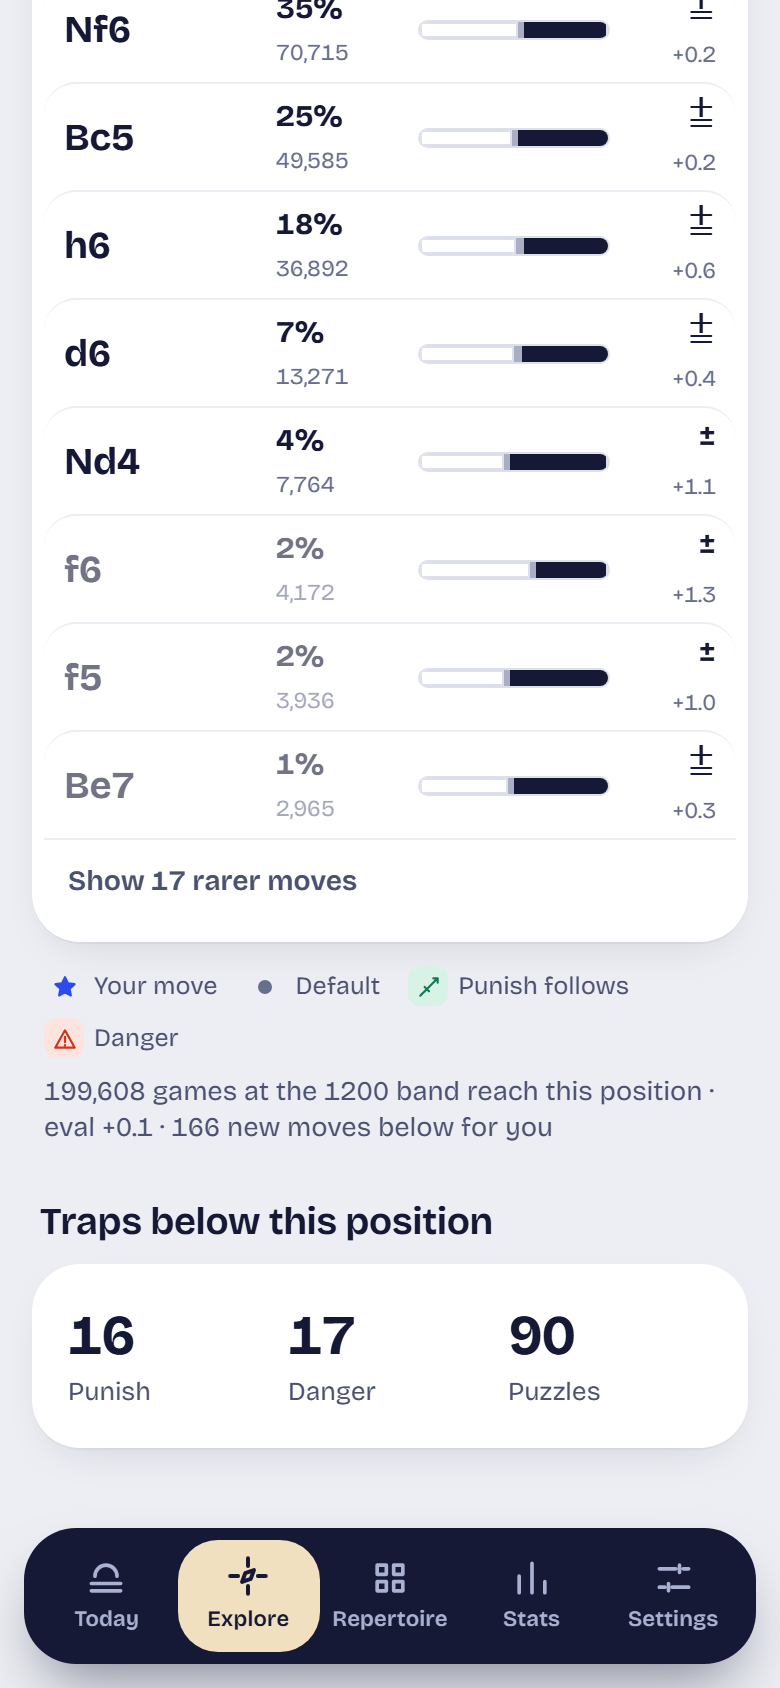 Nf6 35% ⩲
70,715 +0.2
Bc5 25% ⩲
49,585 +0.2
h6 18% ⩲
36,892 +0.6
d6 7% ⩲
13,271 +0.4
Nd4 4% ±
7,764 +1.1
f6 2% ±
4,172 +1.3
f5 2% ±
3,936 +1.0
Be7 1% ⩲
2,965 +0.3
Show 17 rarer moves
Your move Default Punish follows
Danger
199,608 games at the 1200 band reach this position ·
eval +0.1 · 166 new moves below for you
Traps below this position
16 17 90
Punish Danger Puzzles
Today Explore Repertoire Stats Settings